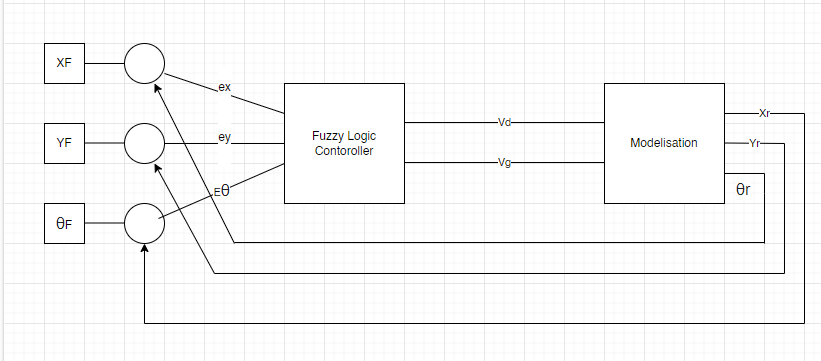 XF
ex
Xr
Fuzzy Logic
Contoroller
Vd
YF
ey
Modelisation
Yr
Vg
Eθ
θr
θF